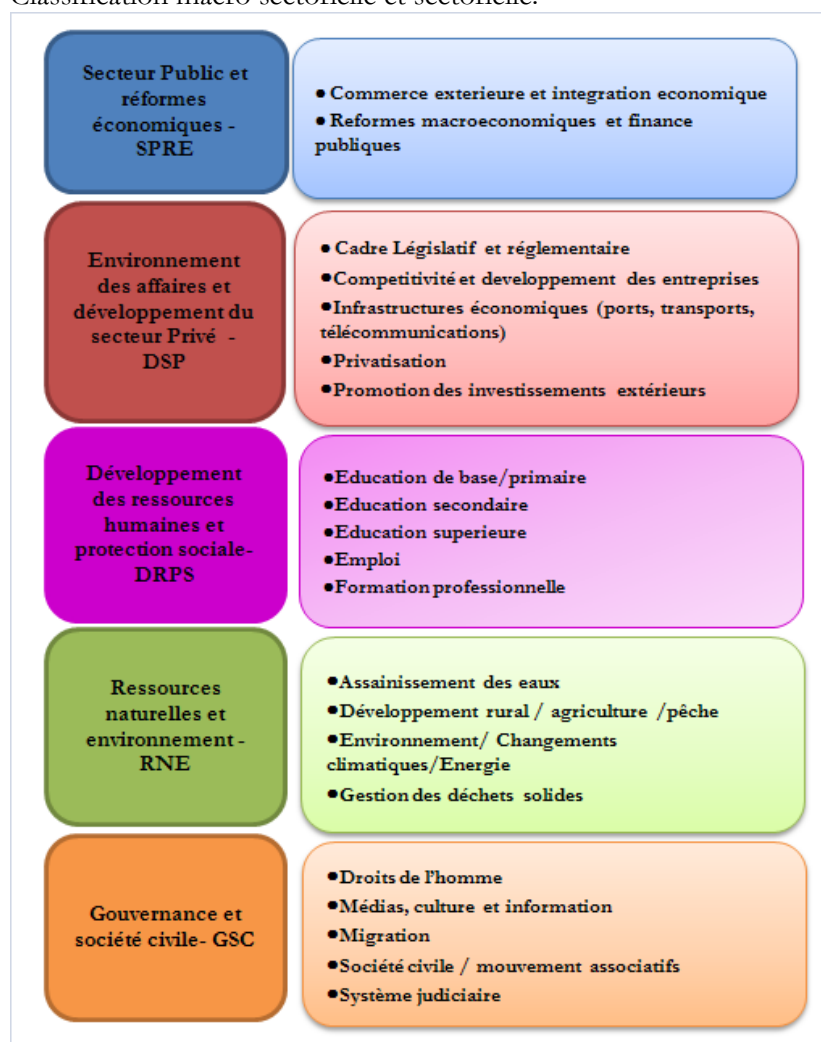 Classification macro sectorielle et sectorielle.
Secteur Public et
réformes
économiques -
SPRE
● Commerce exterieure et integration economique
● Reformes macroeconomiques et finance
publiques
Environnement
des affaires et
développement du
secteur Privé -
DSP
● Cadre Législatif et réglementaire
●Competitivité et developpement des entreprises
●Infrastructures économiques (ports, transports,
télécommunications)
●Privatisation
●Promotion des investissements extérieurs
Développement
des ressources
humaines et
protection sociale-
DRPS
●Education de base/primaire
●Education secondaire
●Education superieure
●Emploi
●Formation professionnelle
Ressources
naturelles et
environnement -
RNE
●Assainissement des eaux
●Développement rural / agriculture /pêche
●Environnement/ Changements
climatiques/Energie
●Gestion des déchets solides
Gouvernance et
société civile- GSC
●Droits de l'homme
●Médias, culture et information
●Migration
●Société civile / mouvement associatifs
●Système judiciaire